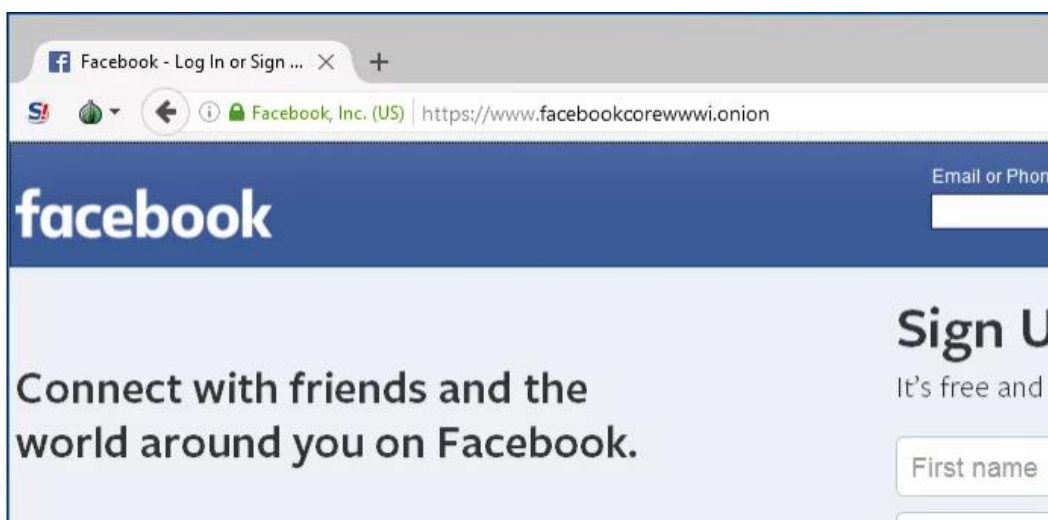 Facebook - Log In or Sign ...
Facebook, Inc. (US) https://www.facebookcorewwwi.onion
Email or Phon
facebook
Sign U
It's free and
Connect with friends and the
world around you on Facebook.
First name